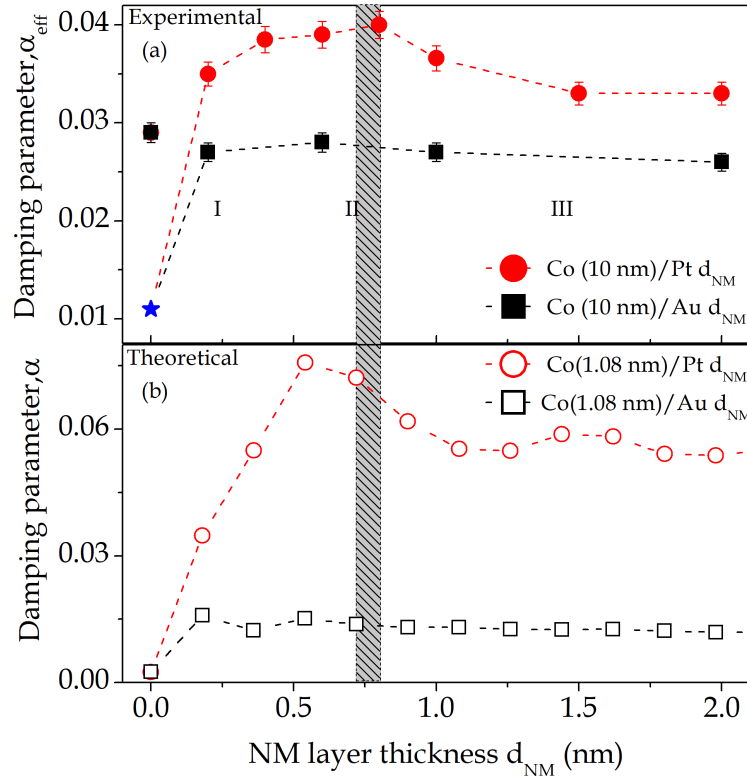 Experimental
(a)
0.04
0.03
0.02
0.01
Damping parameter,α_eff
I
II
III
Co (10 nm)/Pt d_NM
Co (10 nm)/Au d_NM
Theoretical
(b)
0.06
0.03
0.00
Damping parameter,α
Co(1.08 nm)/Pt d_NM
Co(1.08 nm)/Au d_NM
0.0 0.5 1.0 1.5 2.0
NM layer thickness d_NM (nm)